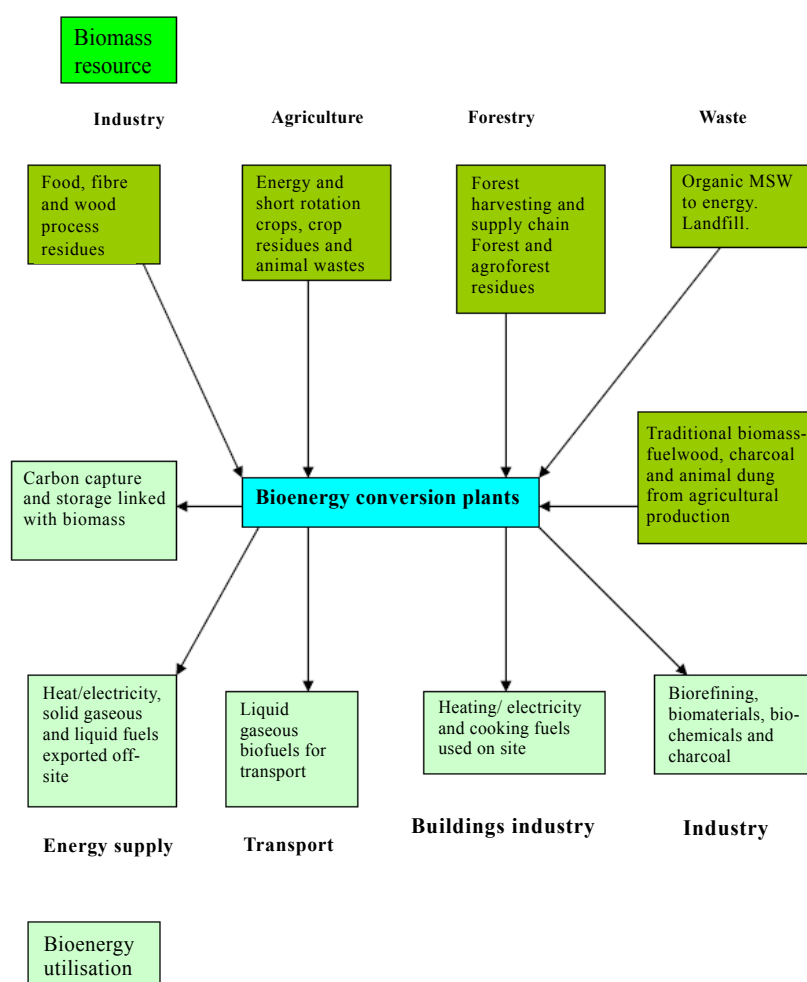 Biomass
resource
Industry
Agriculture
Forestry
Waste
Food, fibre
and wood
process
residues
Energy and
short rotation
crops, crop
residues and
animal wastes
Forest
harvesting and
supply chain
Forest and
agroforest
residues
Organic MSW
to energy.
Landfill.
Traditional biomass-
fuelwood, charcoal
and animal dung
from agricultural
production
Carbon capture
and storage linked
with biomass
Bioenergy conversion plants
Heat/electricity,
solid gaseous
and liquid fuels
exported off-
site
Liquid
gaseous
biofuels for
transport
Heating/ electricity
and cooking fuels
used on site
Biorefining,
biomaterials, bio-
chemicals and
charcoal
Energy supply
Transport
Buildings industry
Industry
Bioenergy
utilisation